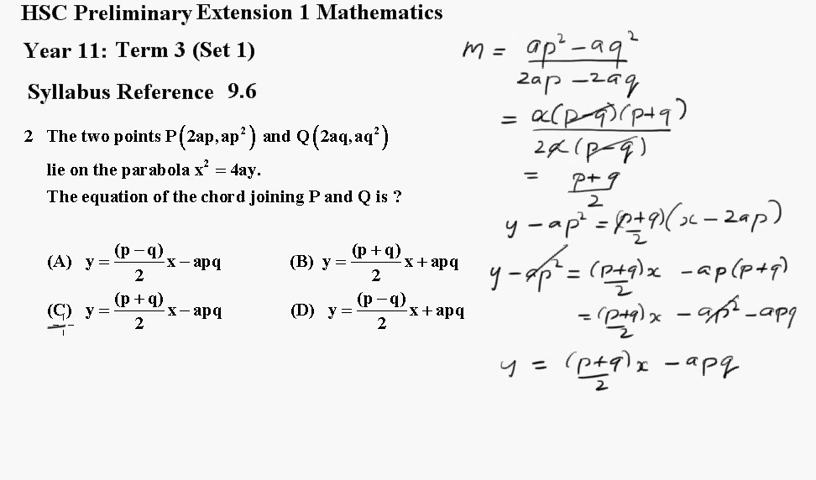 HSC Preliminary Extension 1 Mathematics
Year 11: Term 3 (Set 1)
Syllabus Reference 9.6
2 The two points P(2ap,ap²) and Q(2aq,aq²)
lie on the parabola x² = 4ay.
The equation of the chord joining P and Q is ?
(A) y = (p−q)/2 x − apq
(B) y = (p+q)/2 x + apq
(C) y = (p+q)/2 x − apq
(D) y = (p−q)/2 x + apq
m = (ap² − aq²)/(2ap − 2aq)
= a(p−q)(p+q)/2a(p−q)
= (p+q)/2
y − ap² = (p+q)/2 (x − 2ap)
y − ap² = (p+q)/2 x − ap(p+q)
= (p+q)/2 x − ap² − apq
y = (p+q)/2 x − apq